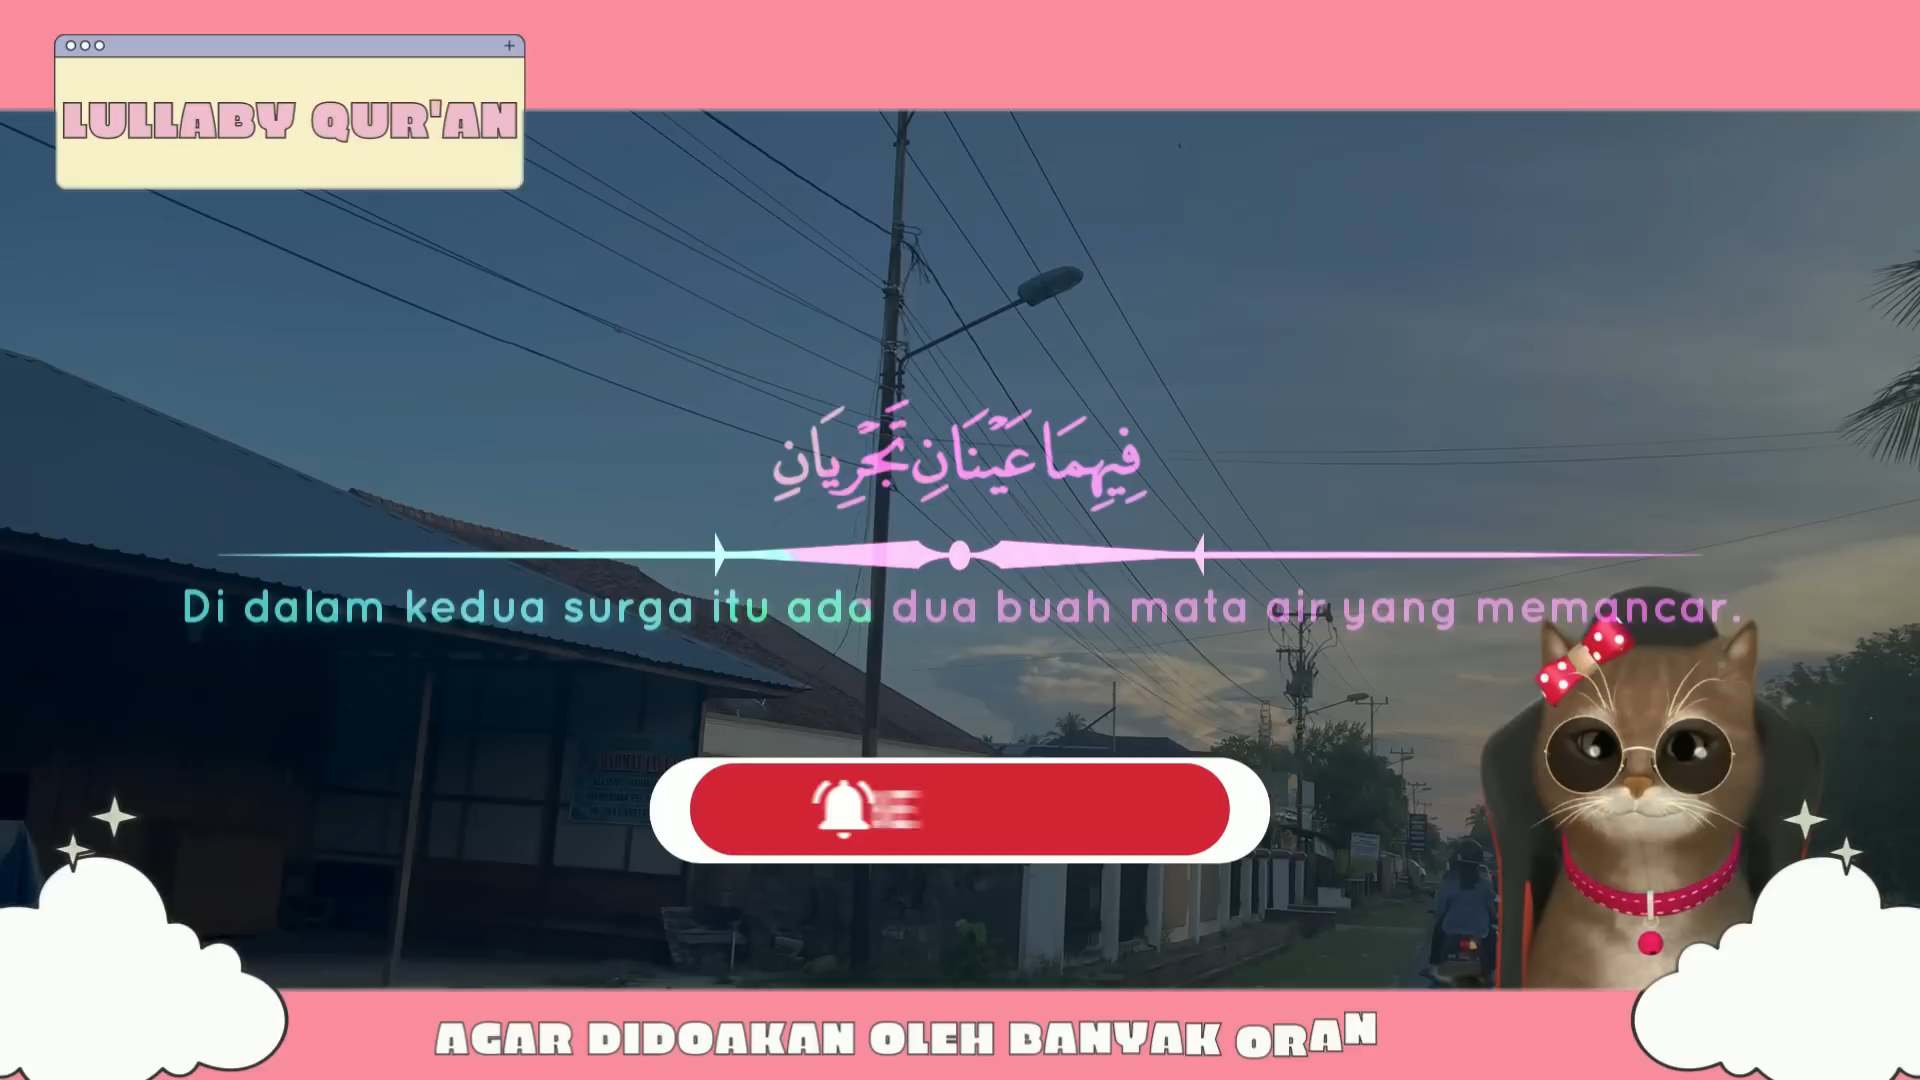 LULLABY QUR'AN
فِيهِمَا عَيْنَانِ تَجْرِيَانِ
Di dalam kedua surga itu ada dua buah mata air yang memancar.
AGAR DIDOAKAN OLEH BANYAK ORAN